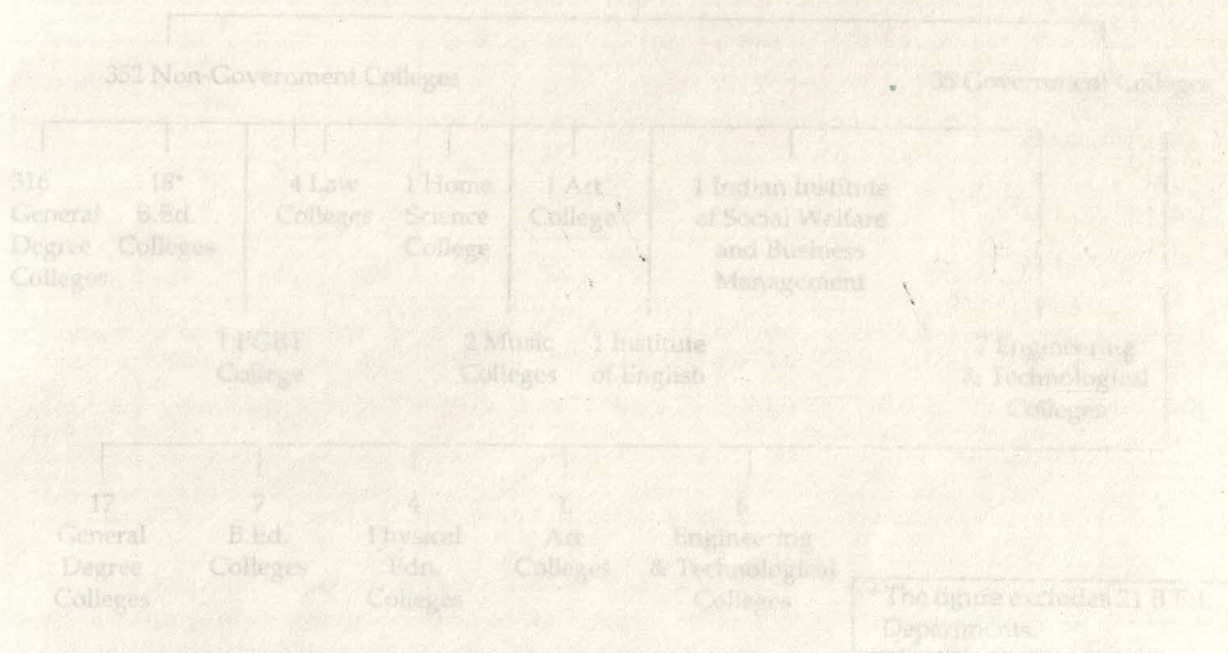 352 Non-Government Colleges
35 Government Colleges
316
General
Degree
Colleges
18*
B.Ed.
Colleges
4 Law
Colleges
1 Home
Science
College
1 Art
College
1 Indian Institute
of Social Welfare
and Business
Management
1 PGBT
College
2 Music
Colleges
1 Institute
of English
7 Engineering
& Technological
Colleges
17
General
Degree
Colleges
7
B.Ed.
Colleges
4
Physical
Edn.
Colleges
1
Art
Colleges
6
Engineering
& Technological
Colleges
* The figure excludes 21 B.Ed.
Departments.